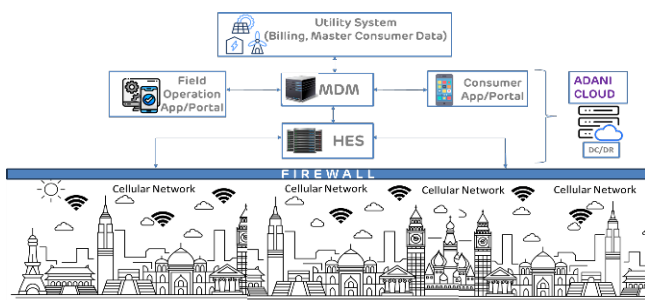 Utility System
(Billing, Master Consumer Data)
Field
Operation
App/Portal
MDM
Consumer
App/Portal
ADANI
CLOUD
HES
DC/DR
FIREWALL
Cellular Network
Cellular Network
Cellular Network
Cellular Network